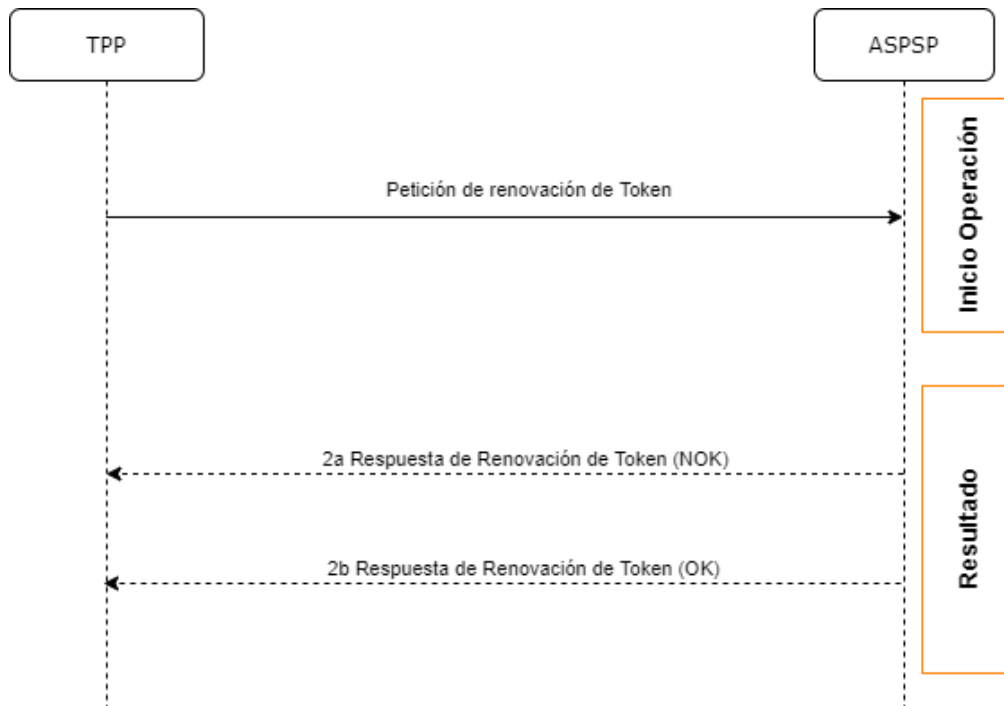 TPP
ASPSP
Petición de renovación de Token
Inicio Operación
2a Respuesta de Renovación de Token (NOK)
2b Respuesta de Renovación de Token (OK)
Resultado